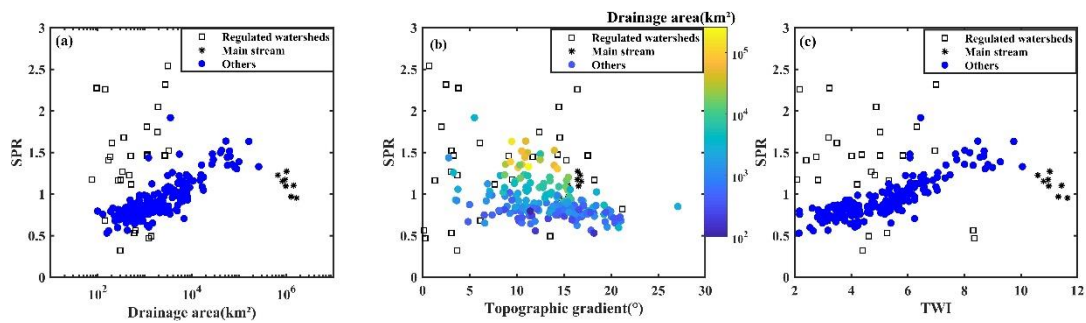 (a)
Regulated watersheds
Main stream
Others
SPR
3
2.5
2
1.5
1
0.5
0
10²
10³
10⁴
10⁵
10⁶
10⁷
Drainage area(km²)
(b)
Regulated watersheds
Main stream
Others
SPR
3
2.5
2
1.5
1
0.5
0
0
5
10
15
20
25
30
Topographic gradient(°)
Drainage area(km²)
10⁵
10⁴
10³
10²
(c)
Regulated watersheds
Main stream
Others
SPR
3
2.5
2
1.5
1
0.5
0
2
4
6
8
10
12
TWI